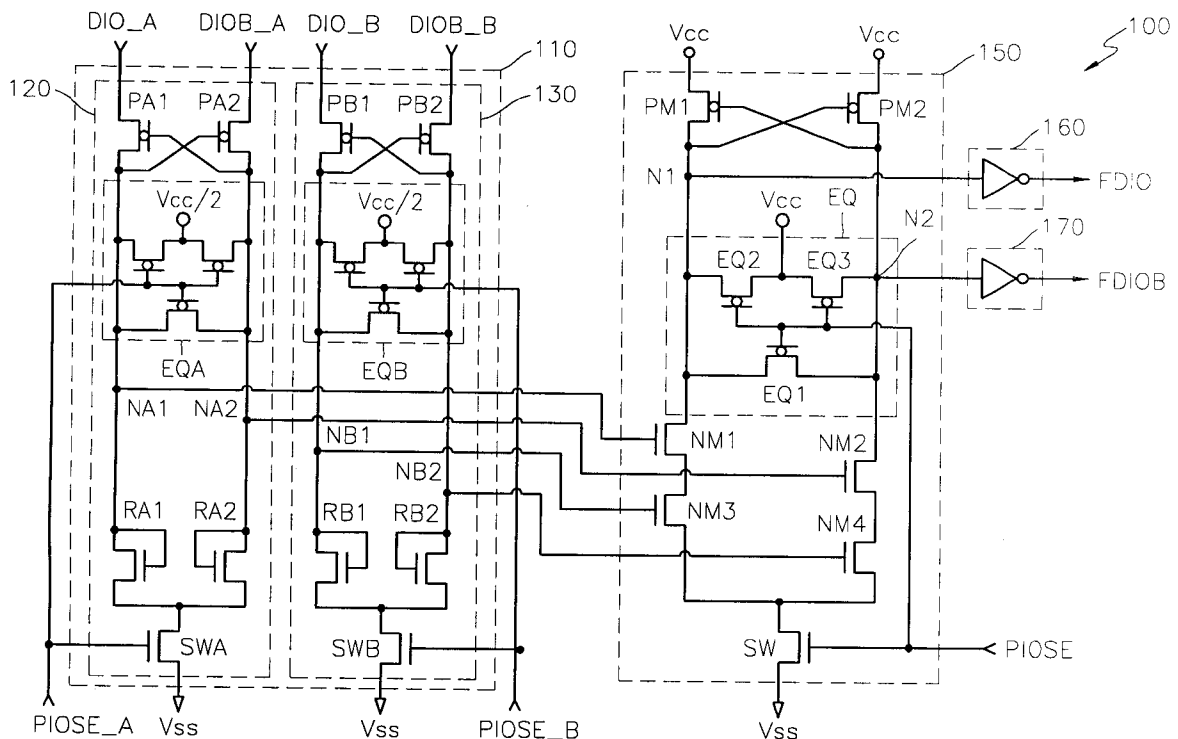 DIO_A DIOB_A DIO_B DIOB_B
110
Vcc Vcc
150
100
120
PA1 PA2 PB1 PB2
130
PM1 PM2
160
N1
FDIO
Vcc/2 Vcc/2
Vcc
EQ
N2
170
EQ2 EQ3
FDIOB
EQA EQB
EQ1
NA1 NA2
NB1
NM1 NM2
NB2
RA1 RA2 RB1 RB2
NM3 NM4
SWA SWB
SW
PIOSE
PIOSE_A
Vss
Vss
PIOSE_B
Vss